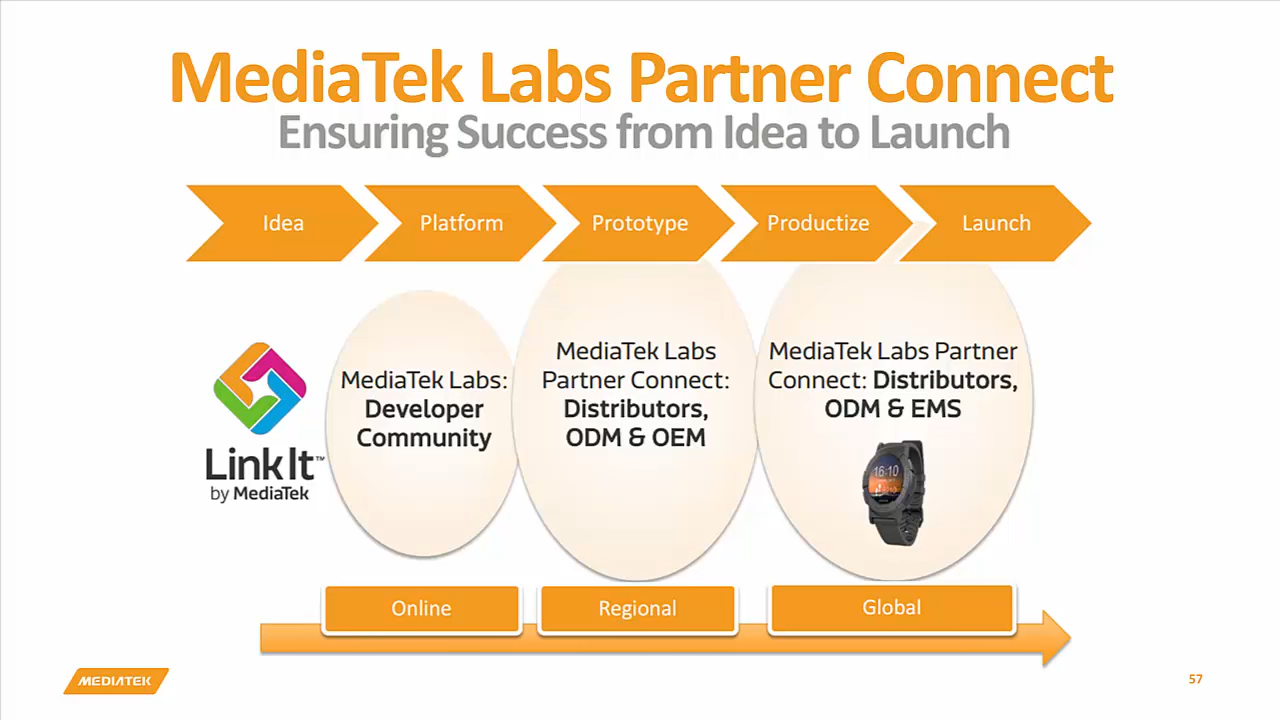 MediaTek Labs Partner Connect
Ensuring Success from Idea to Launch
Idea
Platform
Prototype
Productize
Launch
LinkIt™
by MediaTek
MediaTek Labs:
Developer
Community
MediaTek Labs
Partner Connect:
Distributors,
ODM & OEM
MediaTek Labs Partner
Connect: Distributors,
ODM & EMS
16:10
Online
Regional
Global
MEDIATEK
57